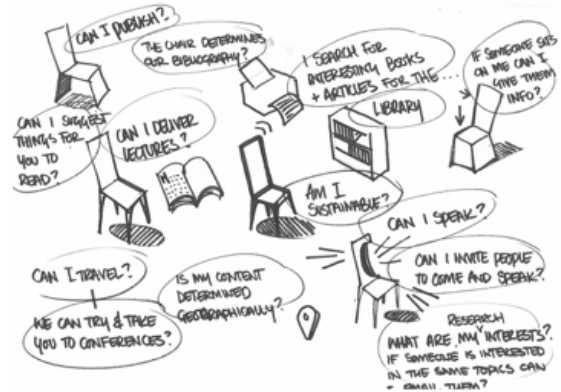 CAN I PUBLISH?
THE CHAIR DETERMINES
OUR BIBLIOGRAPHY?
I SEARCH FOR
INTERESTING BOOKS
+ ARTICLES FOR THE...
LIBRARY
IF SOMEONE SITS
ON ME CAN I
GIVE THEM
INFO?
CAN I SUGGEST
THINGS FOR
YOU TO
READ?
CAN I DELIVER
LECTURES?
AM I
SUSTAINABLE?
CAN I SPEAK?
CAN I INVITE PEOPLE
TO COME AND SPEAK?
CAN I TRAVEL?
WE CAN TRY & TAKE
YOU TO CONFERENCES?
IS MY CONTENT
DETERMINED
GEOGRAPHICALLY?
RESEARCH
WHAT ARE MY INTERESTS?
IF SOMEONE IS INTERESTED
IN THE SAME TOPICS CAN
EMAIL THEM?